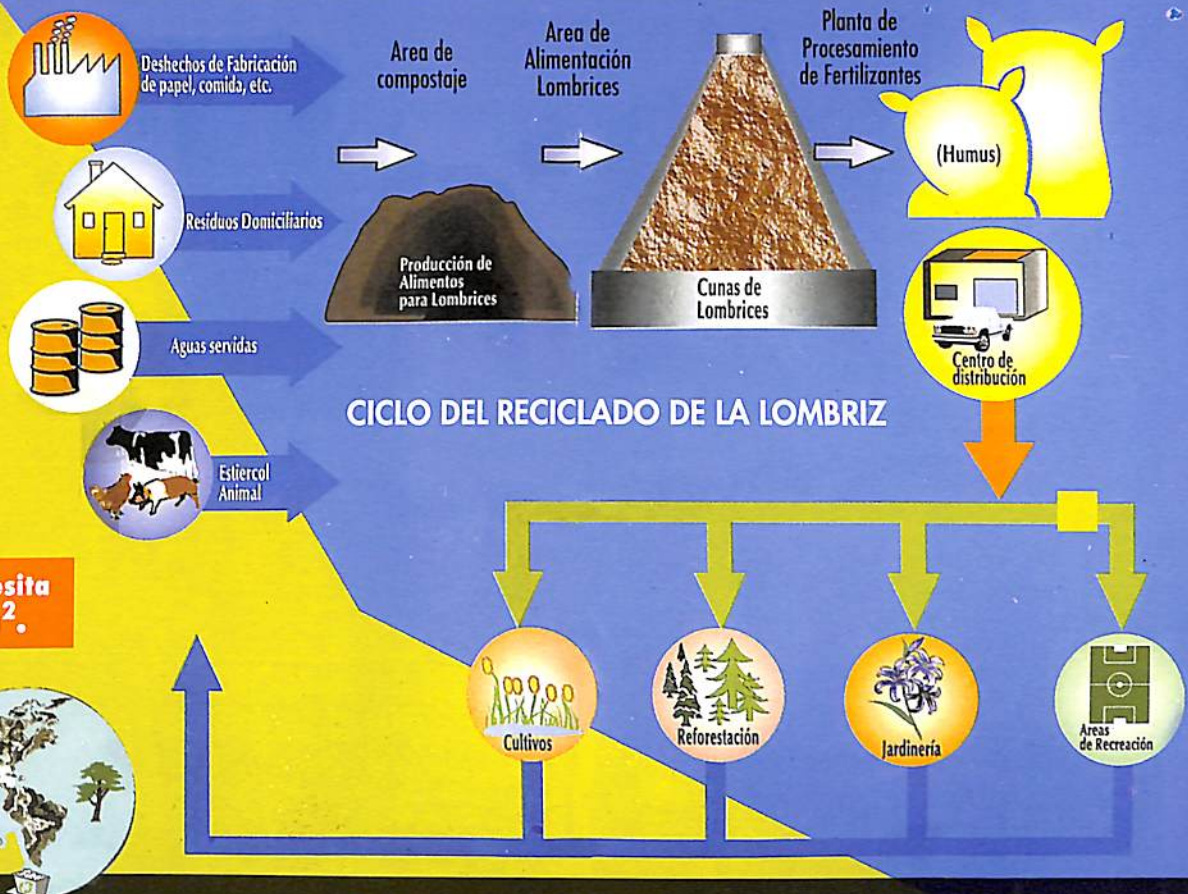 Deshechos de Fabricación
de papel, comida, etc.
Residuos Domiciliarios
Aguas servidas
Estiercol
Animal
Area de
compostaje
Area de
Alimentación
Lombrices
Planta de
Procesamiento
de Fertilizantes
(Humus)
Producción de
Alimentos
para Lombrices
Cunas de
Lombrices
Centro de
distribución
CICLO DEL RECICLADO DE LA LOMBRIZ
sita
2
Cultivos
Reforestación
Jardinería
Areas
de Recreación